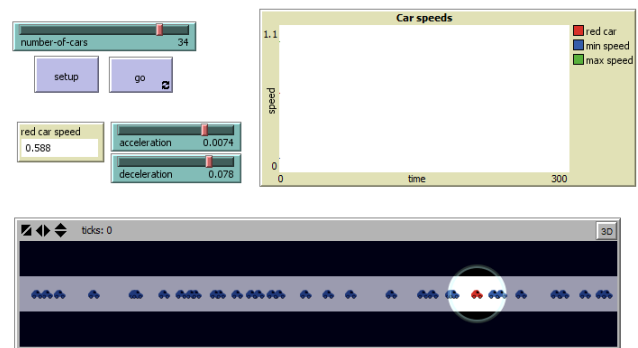 number-of-cars 34
setup
go
red car speed
0.588
acceleration 0.0074
deceleration 0.078
Car speeds
1.1
speed
0
0
time
300
red car
min speed
max speed
ticks: 0
3D